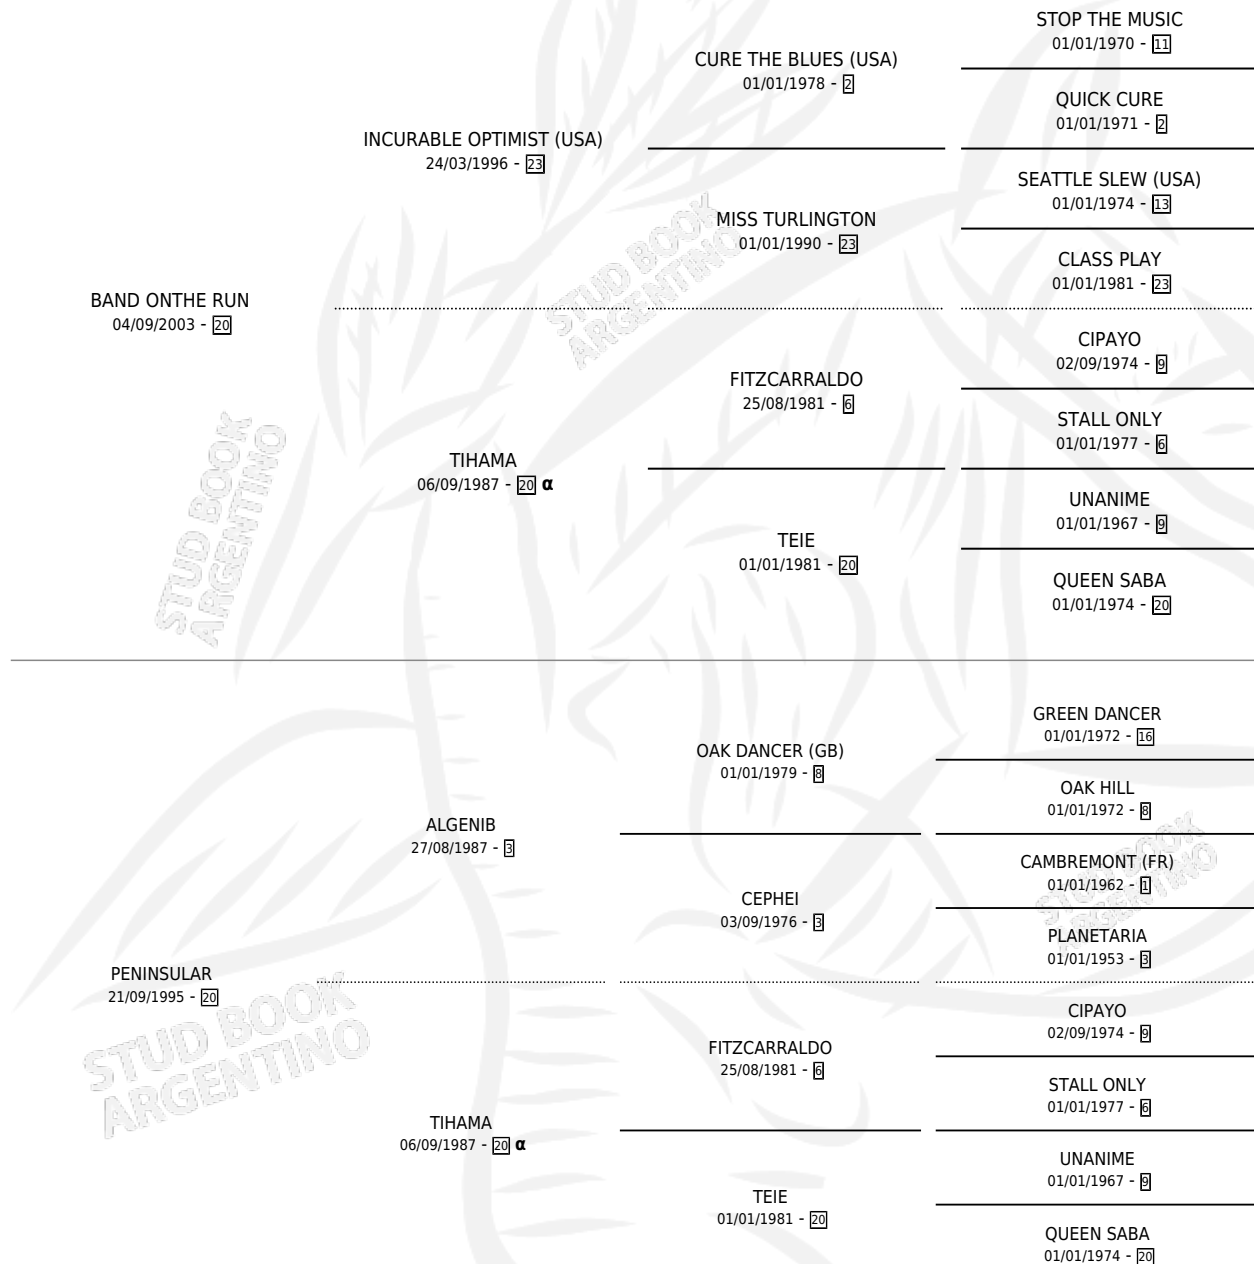 STOP THE MUSIC
01/01/1970 - 11
CURE THE BLUES (USA)
01/01/1978 - 2
QUICK CURE
01/01/1971 - 2
INCURABLE OPTIMIST (USA)
24/03/1996 - 23
SEATTLE SLEW (USA)
01/01/1974 - 13
MISS TURLINGTON
01/01/1990 - 23
CLASS PLAY
01/01/1981 - 23
STUD BOOK
ARGENTINO
BAND ONTHE RUN
04/09/2003 - 20
CIPAYO
02/09/1974 - 9
FITZCARRALDO
25/08/1981 - 6
STALL ONLY
01/01/1977 - 6
TIHAMA
06/09/1987 - 20 α
UNANIME
01/01/1967 - 9
TEIE
01/01/1981 - 20
QUEEN SABA
01/01/1974 - 20
STUD BOOK
ARGENTINO
GREEN DANCER
01/01/1972 - 16
OAK DANCER (GB)
01/01/1979 - 8
OAK HILL
01/01/1972 - 8
ALGENIB
27/08/1987 - 3
CAMBREMONT (FR)
01/01/1962 - 1
CEPHEI
03/09/1976 - 3
PLANETARIA
01/01/1953 - 3
STUD BOOK
ARGENTINO
PENINSULAR
21/09/1995 - 20
STUD BOOK
ARGENTINO
CIPAYO
02/09/1974 - 9
FITZCARRALDO
25/08/1981 - 6
STALL ONLY
01/01/1977 - 6
TIHAMA
06/09/1987 - 20 α
UNANIME
01/01/1967 - 9
TEIE
01/01/1981 - 20
QUEEN SABA
01/01/1974 - 20